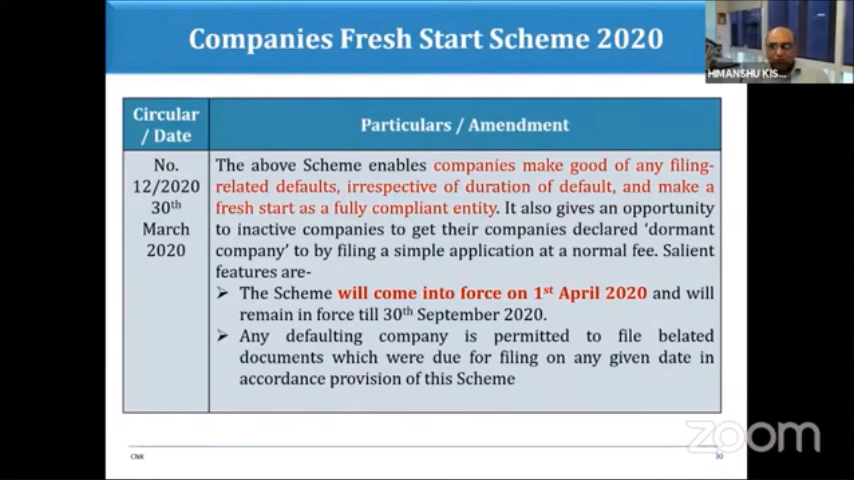 Companies Fresh Start Scheme 2020
HIMANSHU KIS...
Circular
/ Date
Particulars / Amendment
No.
12/2020
30th
March
2020
The above Scheme enables companies make good of any filing-
related defaults, irrespective of duration of default, and make a
fresh start as a fully compliant entity. It also gives an opportunity
to inactive companies to get their companies declared ‘dormant
company’ to by filing a simple application at a normal fee. Salient
features are-
➢ The Scheme will come into force on 1st April 2020 and will
remain in force till 30th September 2020.
➢ Any defaulting company is permitted to file belated
documents which were due for filing on any given date in
accordance provision of this Scheme
CNK
zoom
30